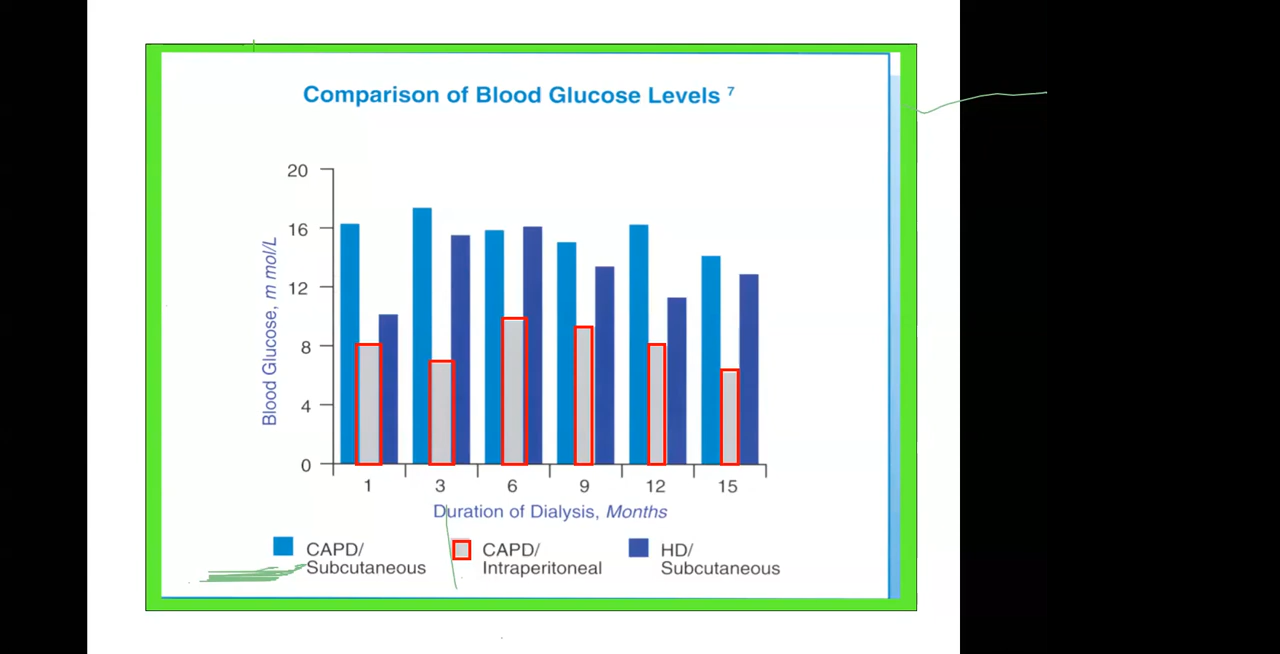 Comparison of Blood Glucose Levels 7
20
16
12
8
4
0
Blood Glucose, m mol/L
1 3 6 9 12 15
Duration of Dialysis, Months
CAPD/
Subcutaneous
CAPD/
Intraperitoneal
HD/
Subcutaneous